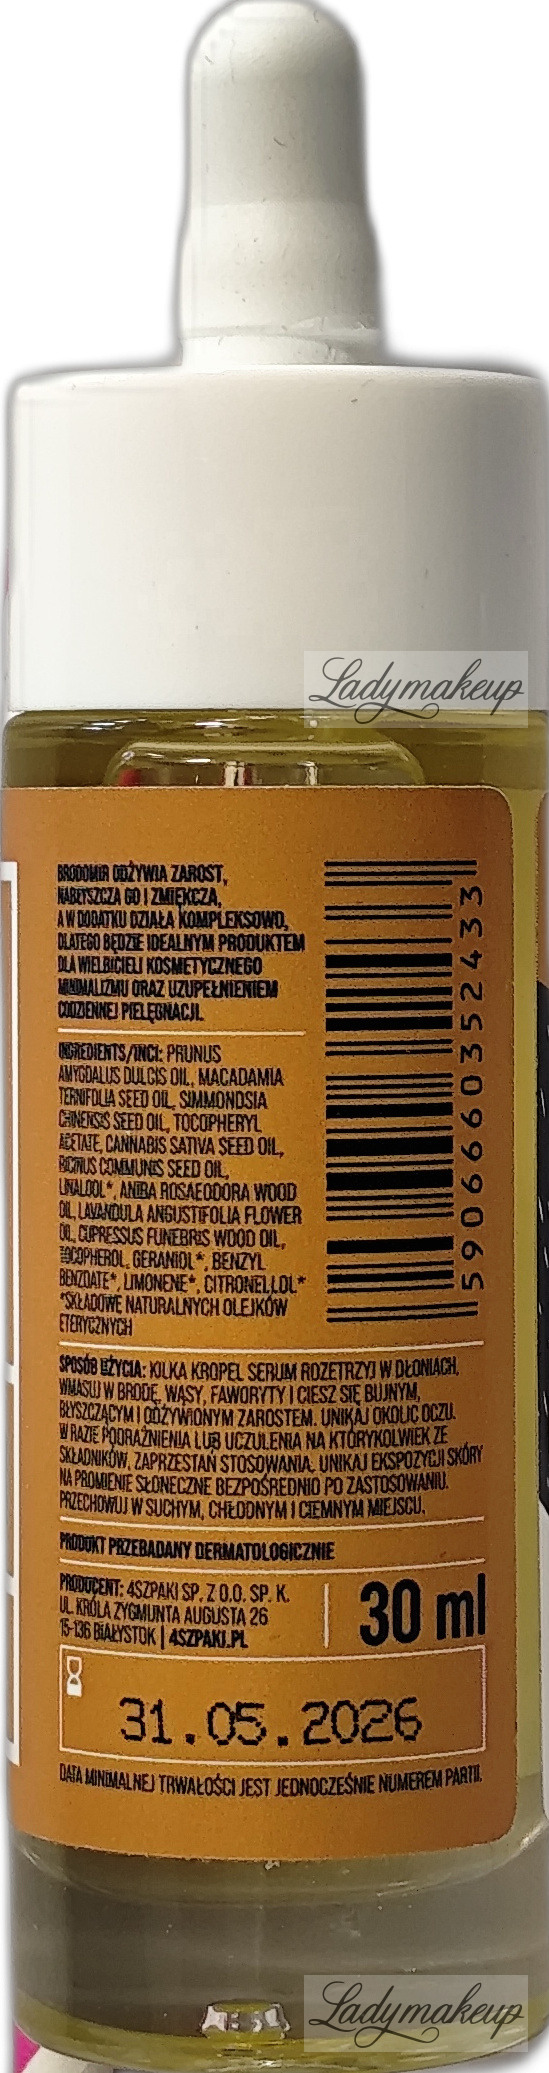 Ladymakeup
BRODOMIR ODŻYWIA ZAROST,
NABŁYSZCZA GO I ZMIĘKCZA,
A W DODATKU DZIAŁA KOMPLEKSOWO,
DLATEGO BĘDZIE IDEALNYM PRODUKTEM
DLA WIELBICIELI KOSMETYCZNEGO
MINIMALIZMU ORAZ UZUPEŁNIENIEM
CODZIENNEJ PIELĘGNACJI.
5906660352433
INGREDIENTS/INCI: PRUNUS
AMYGDALUS DULCIS OIL, MACADAMIA
TERNIFOLIA SEED OIL, SIMMONDSIA
CHINENSIS SEED OIL, TOCOPHERYL
ACETATE, CANNABIS SATIVA SEED OIL,
RICINUS COMMUNIS SEED OIL,
LINALOOL*, ANIBA ROSAEODORA WOOD
OIL, LAVANDULA ANGUSTIFOLIA FLOWER
OIL, CUPRESSUS FUNEBRIS WOOD OIL,
TOCOPHEROL, GERANIOL*, BENZYL
BENZOATE*, LIMONENE*, CITRONELLOL*
*SKŁADOWE NATURALNYCH OLEJKÓW
ETERYCZNYCH
SPOSÓB UŻYCIA: KILKA KROPEL SERUM ROZETRZYJ W DŁONIACH,
WMASUJ W BRODĘ, WĄSY, FAWORYTY I CIESZ SIĘ BUJNYM,
BŁYSZCZĄCYM I ODŻYWIONYM ZAROSTEM. UNIKAJ OKOLIC OCZU.
W RAZIE PODRAŻNIENIA LUB UCZULENIA NA KTÓRYKOLWIEK ZE
SKŁADNIKÓW, ZAPRZESTAŃ STOSOWANIA. UNIKAJ EKSPOZYCJI SKÓRY
NA PROMIENIE SŁONECZNE BEZPOŚREDNIO PO ZASTOSOWANIU.
PRZECHOWUJ W SUCHYM, CHŁODNYM I CIEMNYM MIEJSCU.
PRODUKT PRZEBADANY DERMATOLOGICZNIE
PRODUCENT: 4SZPAKI SP. Z O.O. SP. K.
UL. KRÓLA ZYGMUNTA AUGUSTA 26
15-136 BIAŁYSTOK | 4SZPAKI.PL
30 ml
31.05.2026
DATA MINIMALNEJ TRWAŁOŚCI JEST JEDNOCZEŚNIE NUMEREM PARTII.
Ladymakeup